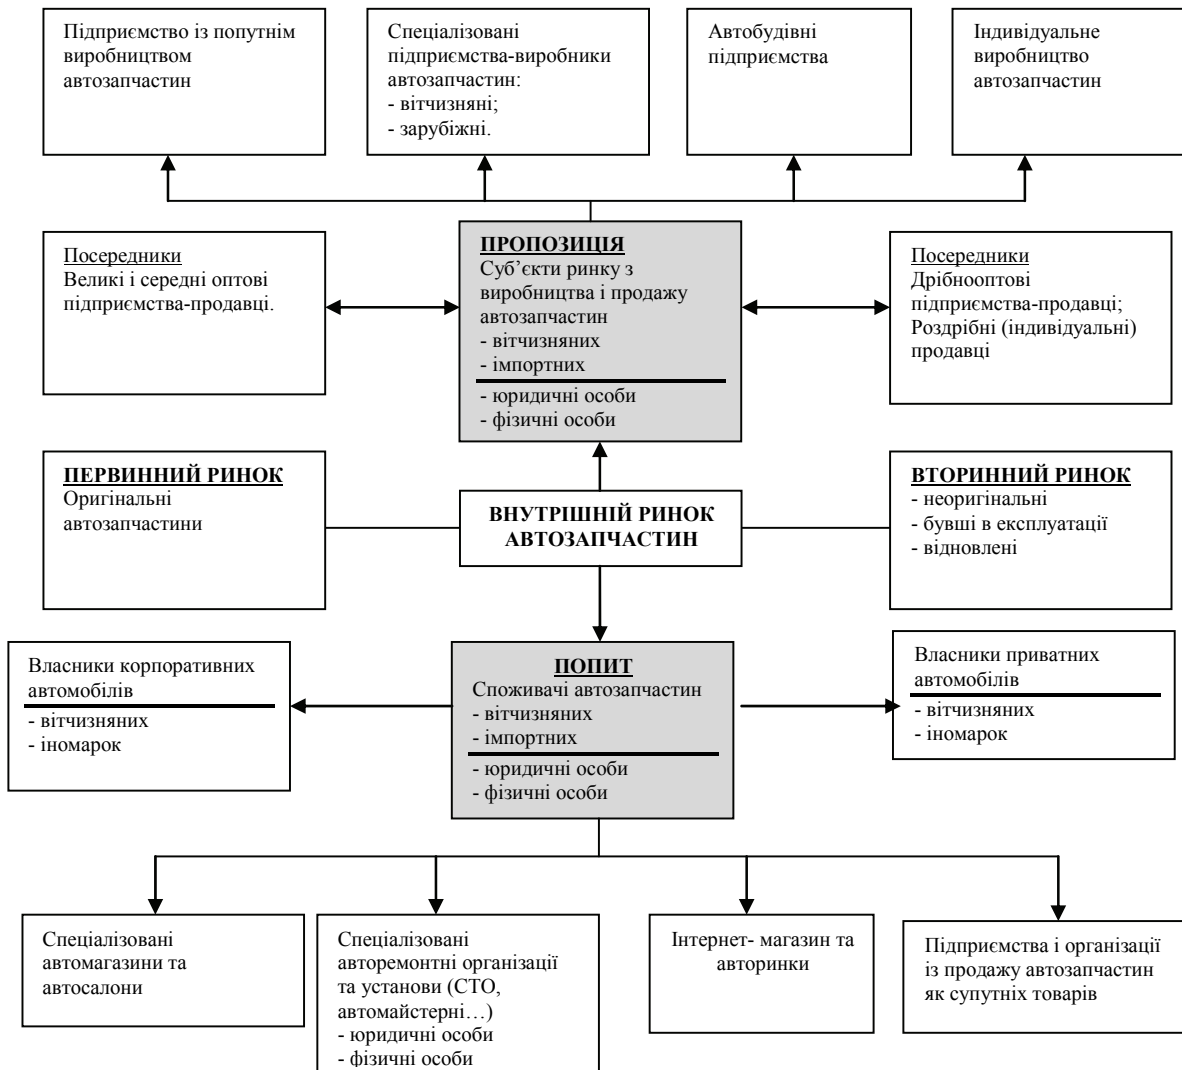 Підприємство із попутнім
виробництвом
автозапчастин
Спеціалізовані
підприємства-виробники
автозапчастин:
- вітчизняні;
- зарубіжні.
Автобудівні
підприємства
Індивідуальне
виробництво
автозапчастин
Посередники
Великі і середні оптові
підприємства-продавці.
ПРОПОЗИЦІЯ
Суб’єкти ринку з
виробництва і продажу
автозапчастин
- вітчизняних
- імпортних
- юридичні особи
- фізичні особи
Посередники
Дрібнооптові
підприємства-продавці;
Роздрібні (індивідуальні)
продавці
ПЕРВИННИЙ РИНОК
Оригінальні
автозапчастини
ВНУТРІШНІЙ РИНОК
АВТОЗАПЧАСТИН
ВТОРИННИЙ РИНОК
- неоригінальні
- бувші в експлуатації
- відновлені
Власники корпоративних
автомобілів
- вітчизняних
- іномарок
ПОПИТ
Споживачі автозапчастин
- вітчизняних
- імпортних
- юридичні особи
- фізичні особи
Власники приватних
автомобілів
- вітчизняних
- іномарок
Спеціалізовані
автомагазини та
автосалони
Спеціалізовані
авторемонтні організації
та установи (СТО,
автомайстерні…)
- юридичні особи
- фізичні особи
Інтернет- магазин та
авторинки
Підприємства і організації
із продажу автозапчастин
як супутніх товарів